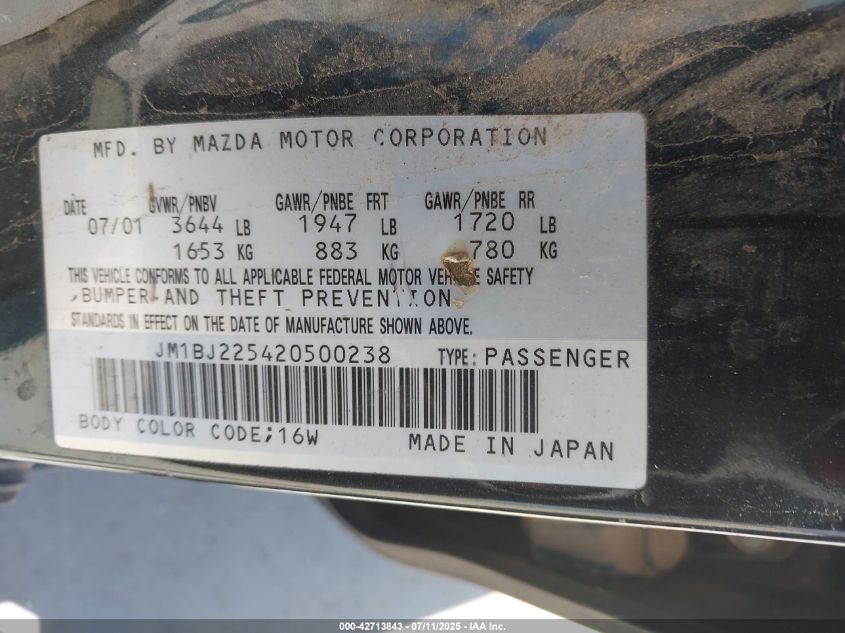 MFD. BY MAZDA MOTOR CORPORATION
DATE GVWR/PNBV GAWR/PNBE FRT GAWR/PNBE RR
07/01 3644 LB 1947 LB 1720 LB
1653 KG 883 KG 780 KG
THIS VEHICLE CONFORMS TO ALL APPLICABLE FEDERAL MOTOR VEHICLE SAFETY
,BUMPER AND THEFT PREVENTION
STANDARDS IN EFFECT ON THE DATE OF MANUFACTURE SHOWN ABOVE.
JM1BJ225420500238 TYPE: PASSENGER
BODY COLOR CODE;16W MADE IN JAPAN
000-42713843 - 07/11/2025 - IAA Inc.